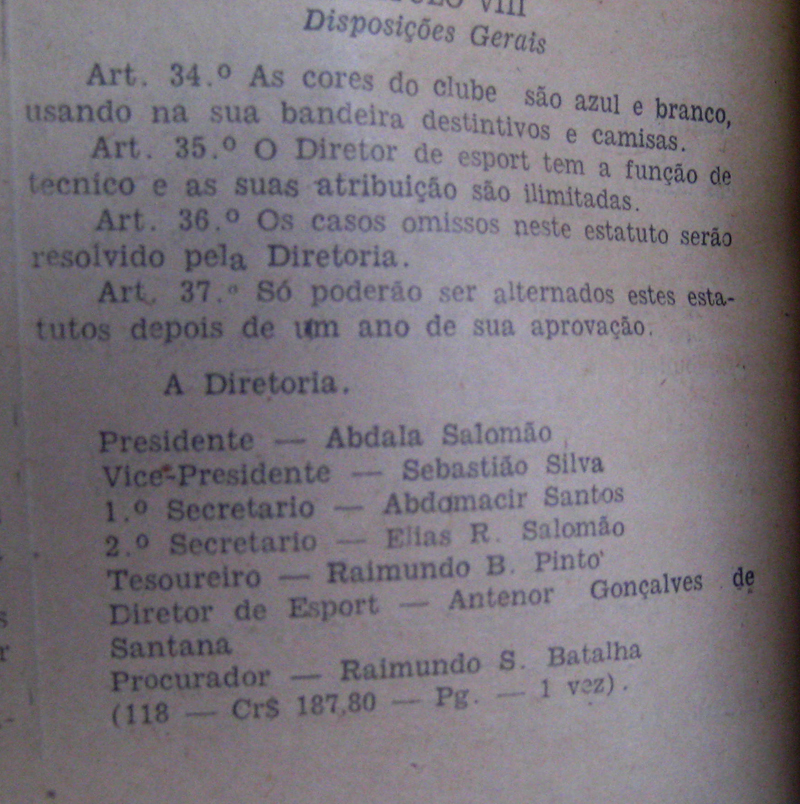 VIII
Disposições Gerais
Art. 34.º As cores do clube são azul e branco,
usando na sua bandeira destintivos e camisas.
Art. 35.º O Diretor de esport tem a função de
tecnico e as suas atribuição são ilimitadas.
Art. 36.º Os casos omissos neste estatuto serão
resolvido pela Diretoria.
Art. 37.º Só poderão ser alternados estes esta-
tutos depois de um ano de sua aprovação.
A Diretoria.
Presidente — Abdala Salomão
Vice-Presidente — Sebastião Silva
1.º Secretario — Abdomacir Santos
2.º Secretario — Elias R. Salomão
Tesoureiro — Raimundo B. Pinto
Diretor de Esport — Antenor Gonçalves de
Santana
Procurador — Raimundo S. Batalha
(118 — Cr$ 187,80 — Pg. — 1 vez).